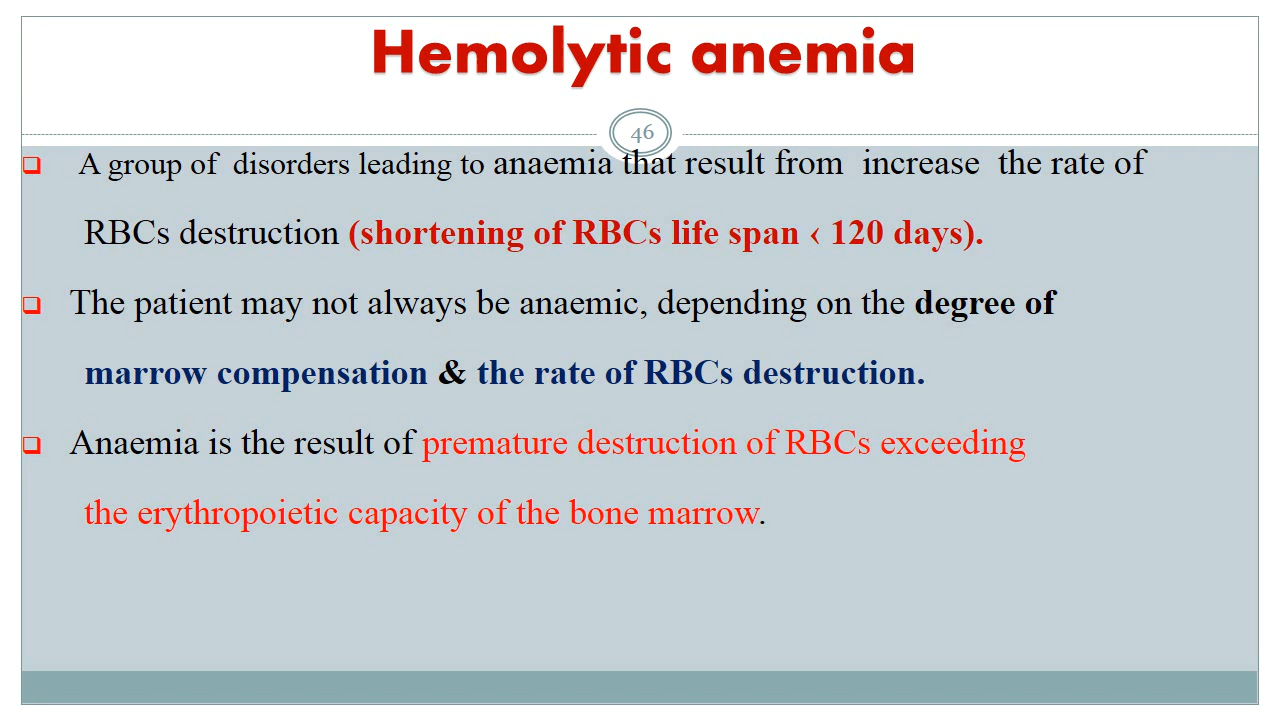 Hemolytic anemia
46
A group of disorders leading to anaemia that result from increase the rate of
RBCs destruction (shortening of RBCs life span ‹ 120 days).
The patient may not always be anaemic, depending on the degree of
marrow compensation & the rate of RBCs destruction.
Anaemia is the result of premature destruction of RBCs exceeding
the erythropoietic capacity of the bone marrow.